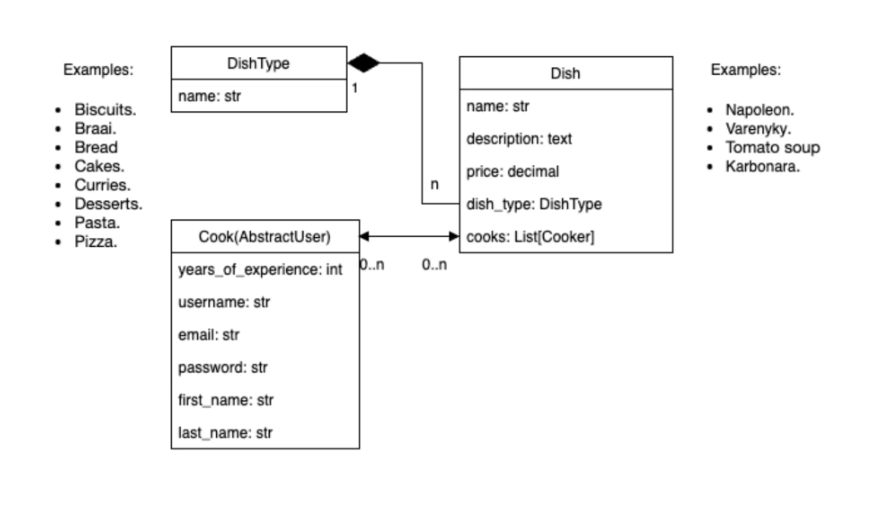 Examples:
• Biscuits.
• Braai.
• Bread
• Cakes.
• Curries.
• Desserts.
• Pasta.
• Pizza.
DishType
name: str
1
n
Dish
name: str
description: text
price: decimal
dish_type: DishType
cooks: List[Cooker]
Examples:
• Napoleon.
• Varenyky.
• Tomato soup
• Karbonara.
Cook(AbstractUser)
years_of_experience: int
username: str
email: str
password: str
first_name: str
last_name: str
0..n
0..n